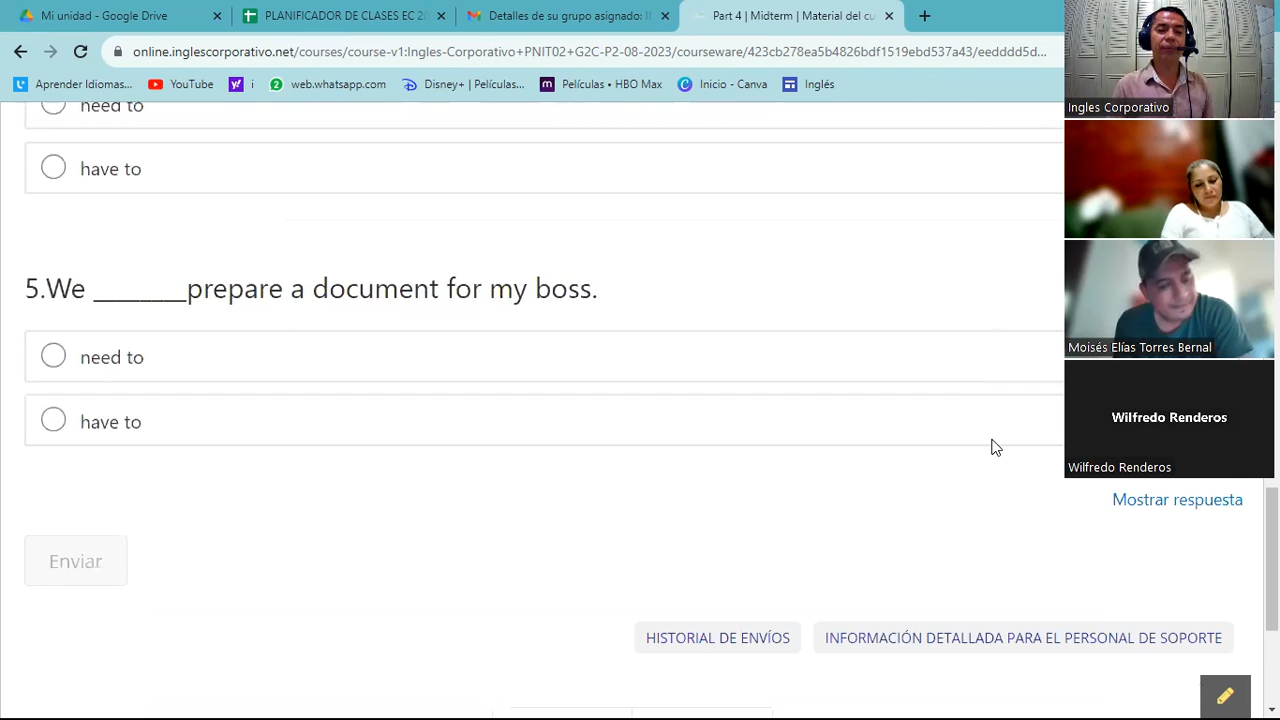 Mi unidad - Google Drive
PLANIFICADOR DE CLASES EC
Detalles de su grupo asignado:
Part 4 | Midterm | Material del c
online.inglescorporativo.net/courses/course-v1:Ingles-Corporativo+PNIT02+G2C-P2-08-2023/courseware/423cb278ea5b4825bdf1519ebd537a43/eedddd5d...
Aprender Idiomas...
YouTube
i
web.whatsapp.com
Disney+ | Películas...
Películas • HBO Max
Inicio - Canva
Inglés
need to
have to
5.We ________prepare a document for my boss.
need to
have to
Mostrar respuesta
Enviar
HISTORIAL DE ENVÍOS
INFORMACIÓN DETALLADA PARA EL PERSONAL DE SOPORTE
Ingles Corporativo
Moisés Elías Torres Bernal
Wilfredo Renderos
Wilfredo Renderos